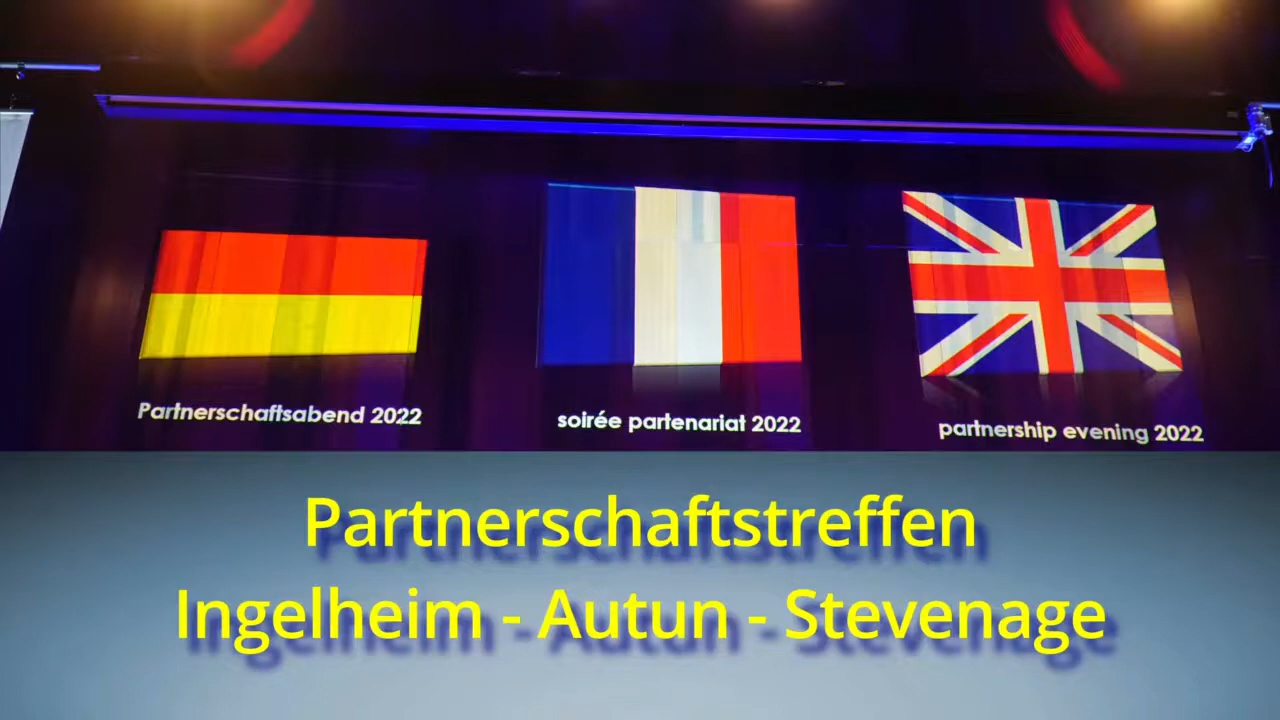 Partnerschaftsabend 2022
soirée partenariat 2022
partnership evening 2022
Partnerschaftstreffen
Ingelheim - Autun - Stevenage